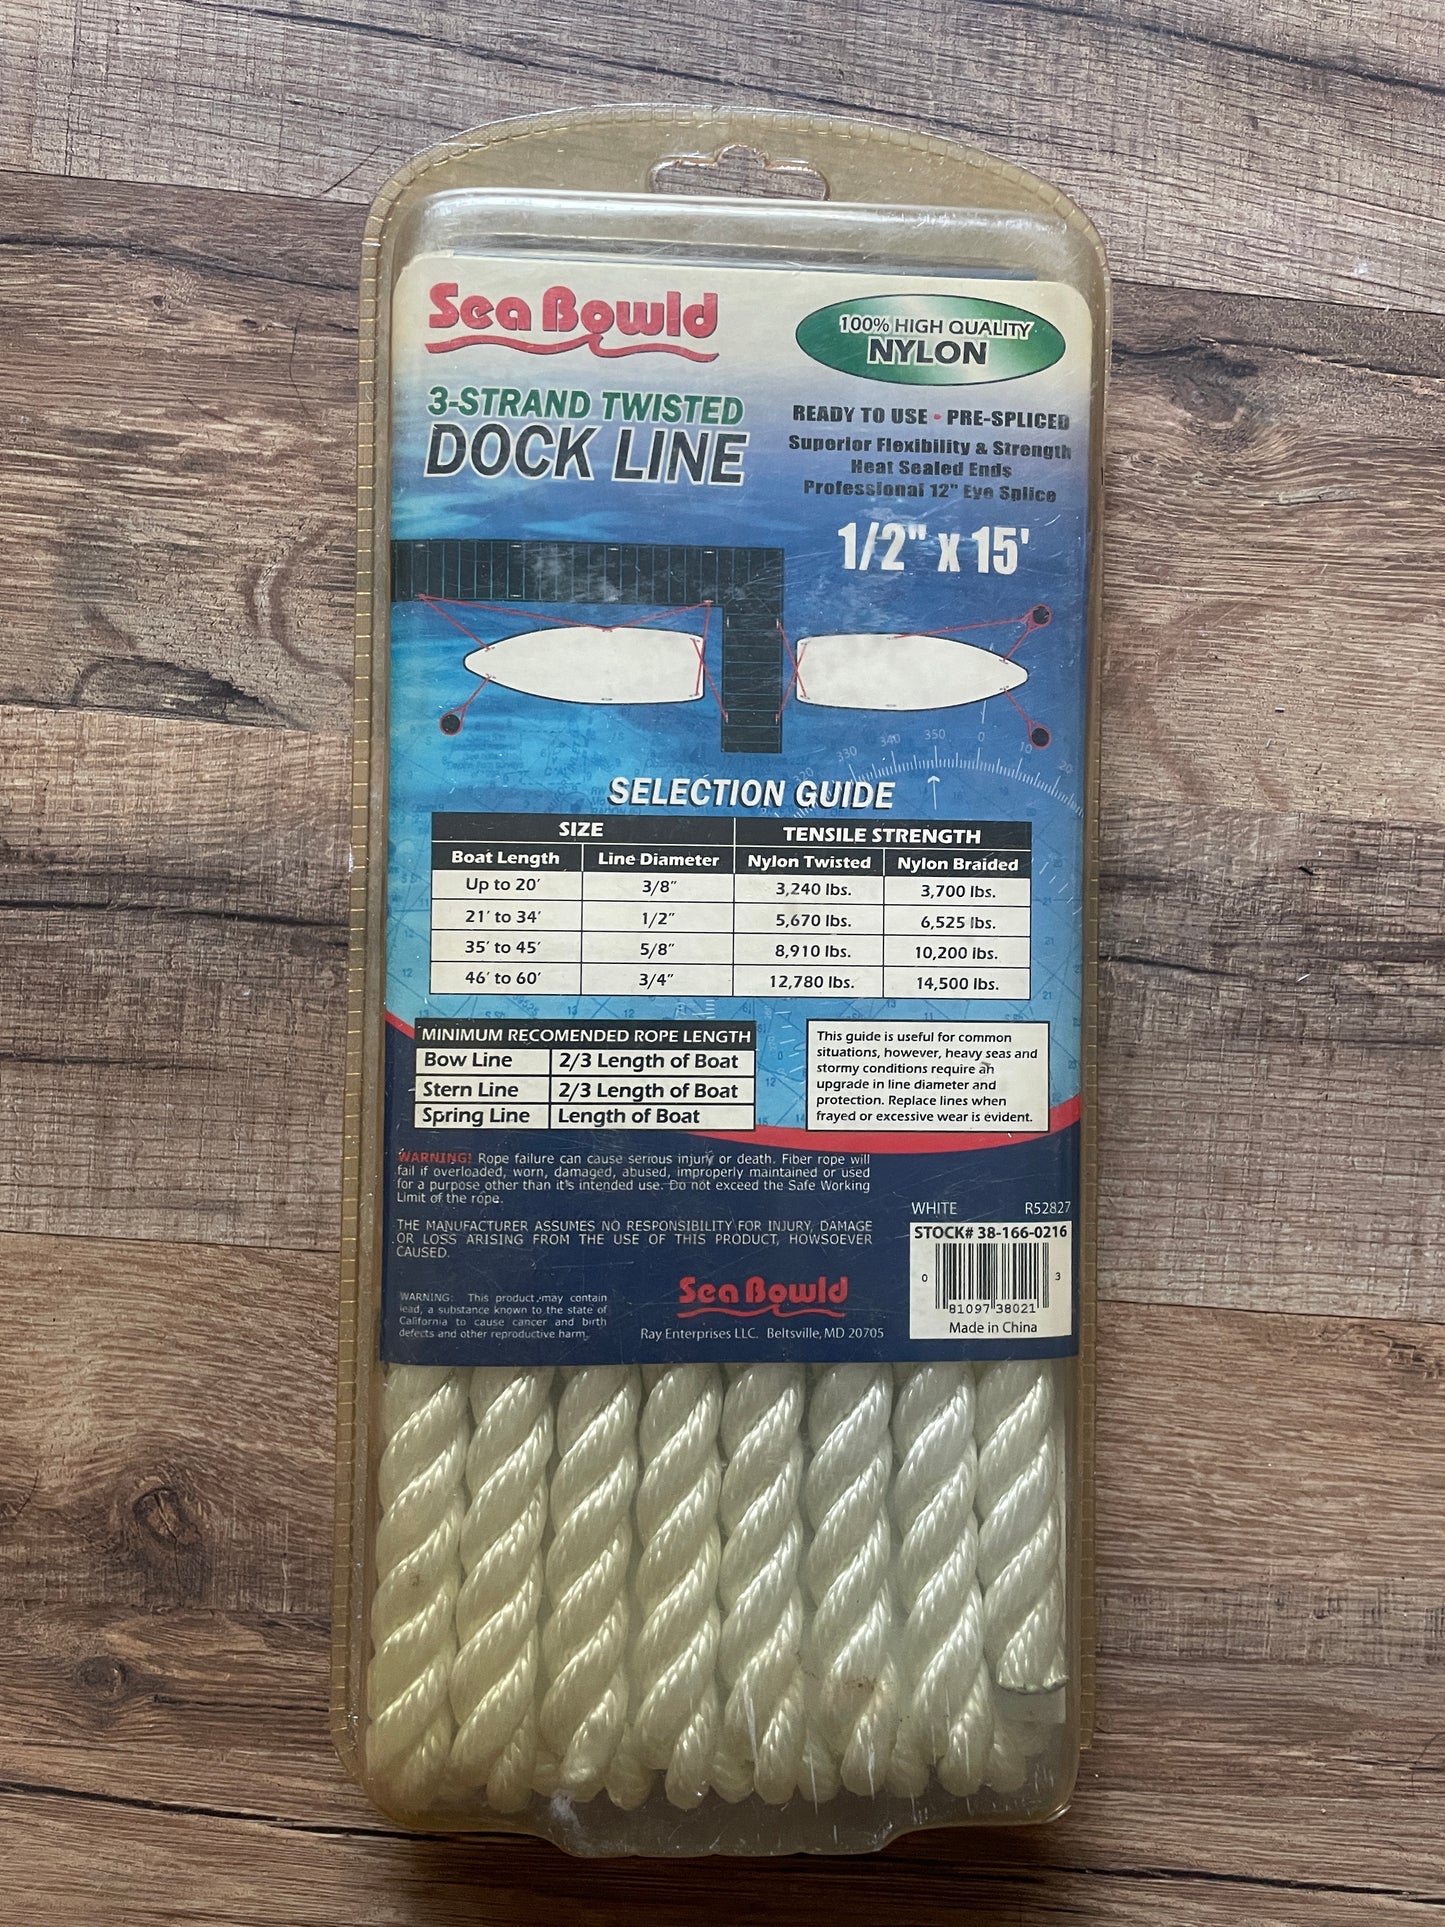 Sea Bowld
100% HIGH QUALITY
NYLON
3-STRAND TWISTED
DOCK LINE
READY TO USE • PRE-SPLICED
Superior Flexibility & Strength
Heat Sealed Ends
Professional 12" Eye Splice
1/2" x 15'
330 340 350 0 10 20
320
SELECTION GUIDE
SIZE TENSILE STRENGTH
Boat Length Line Diameter Nylon Twisted Nylon Braided
Up to 20' 3/8" 3,240 lbs. 3,700 lbs.
21' to 34' 1/2" 5,670 lbs. 6,525 lbs.
35' to 45' 5/8" 8,910 lbs. 10,200 lbs.
46' to 60' 3/4" 12,780 lbs. 14,500 lbs.
MINIMUM RECOMENDED ROPE LENGTH
Bow Line 2/3 Length of Boat
Stern Line 2/3 Length of Boat
Spring Line Length of Boat
This guide is useful for common
situations, however, heavy seas and
stormy conditions require an
upgrade in line diameter and
protection. Replace lines when
frayed or excessive wear is evident.
WARNING! Rope failure can cause serious injury or death. Fiber rope will
fail if overloaded, worn, damaged, abused, improperly maintained or used
for a purpose other than it's intended use. Do not exceed the Safe Working
Limit of the rope.
THE MANUFACTURER ASSUMES NO RESPONSIBILITY FOR INJURY, DAMAGE
OR LOSS ARISING FROM THE USE OF THIS PRODUCT, HOWSOEVER
CAUSED.
WARNING: This product may contain
lead, a substance known to the state of
California to cause cancer and birth
defects and other reproductive harm.
Sea Bowld
Ray Enterprises LLC. Beltsville, MD 20705
WHITE R52827
STOCK# 38-166-0216
0 81097 38021 3
Made in China